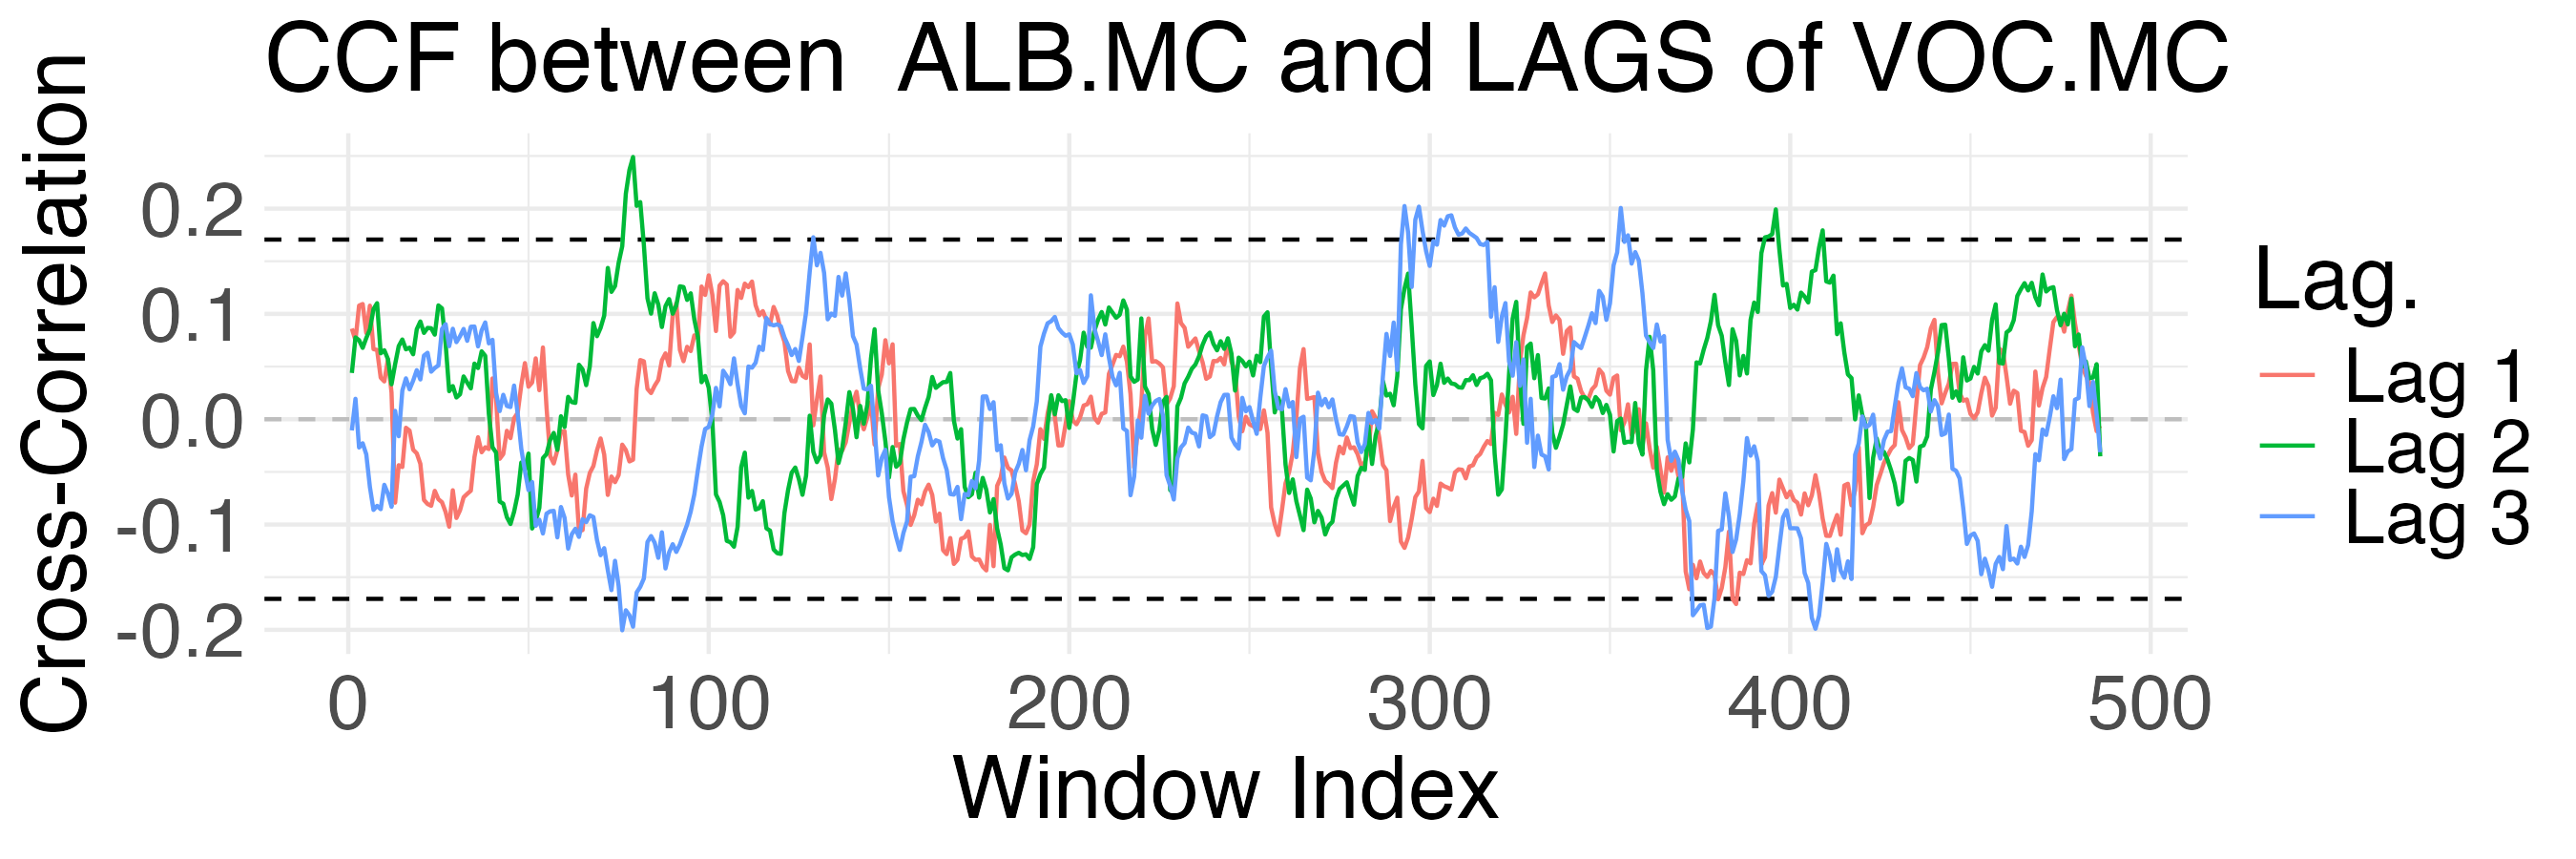 CCF between  ALB.MC and LAGS of VOC.MC
Cross-Correlation
0.2
0.1
0.0
-0.1
-0.2
0 100 200 300 400 500
Window Index
Lag.
Lag 1
Lag 2
Lag 3